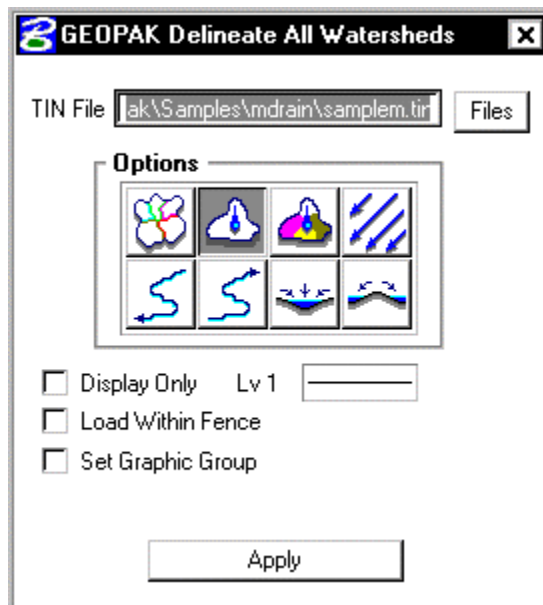 GEOPAK Delineate All Watersheds
TIN File ak\Samples\mdrain\samplem.tin Files
Options
Display Only Lv 1
Load Within Fence
Set Graphic Group
Apply